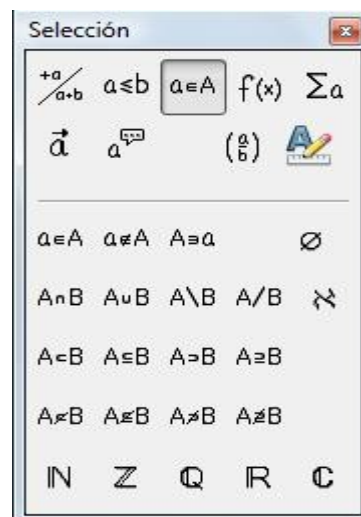 Selección
+a/a+b a≤b a∈A f(x) Σa
a⃗ a (a/b) A
a∈A a∉A A∋a ∅
A∩B A∪B A\B A/B ℵ
A⊂B A⊆B A⊃B A⊇B
A⊄B A⊈B A⊅B A⊉B
ℕ ℤ ℚ ℝ ℂ